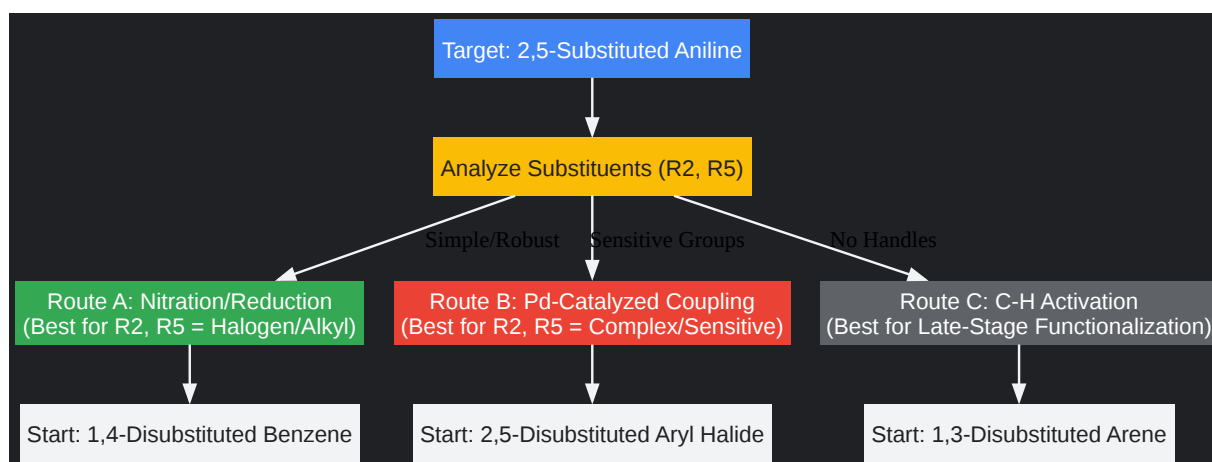 Target: 2,5-Substituted Aniline
Analyze Substituents (R2, R5)
Simple/Robust
Sensitive Groups
No Handles
Route A: Nitration/Reduction
(Best for R2, R5 = Halogen/Alkyl)
Route B: Pd-Catalyzed Coupling
(Best for R2, R5 = Complex/Sensitive)
Route C: C-H Activation
(Best for Late-Stage Functionalization)
Start: 1,4-Disubstituted Benzene
Start: 2,5-Disubstituted Aryl Halide
Start: 1,3-Disubstituted Arene